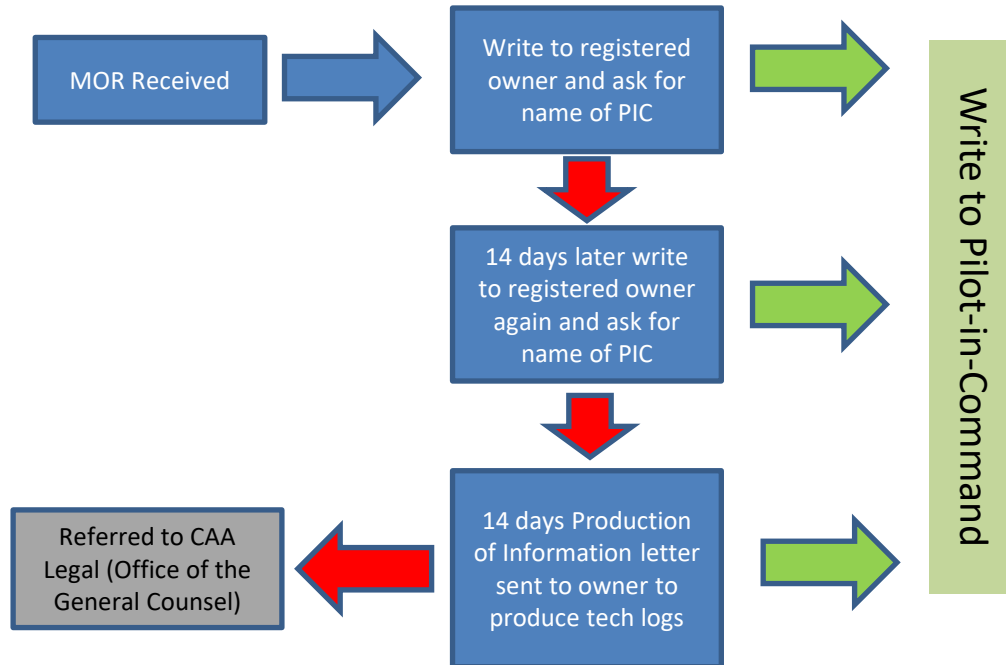 MOR Received
Write to registered
owner and ask for
name of PIC
14 days later write
to registered owner
again and ask for
name of PIC
14 days Production
of Information letter
sent to owner to
produce tech logs
Referred to CAA
Legal (Office of the
General Counsel)
Write to Pilot-in-Command